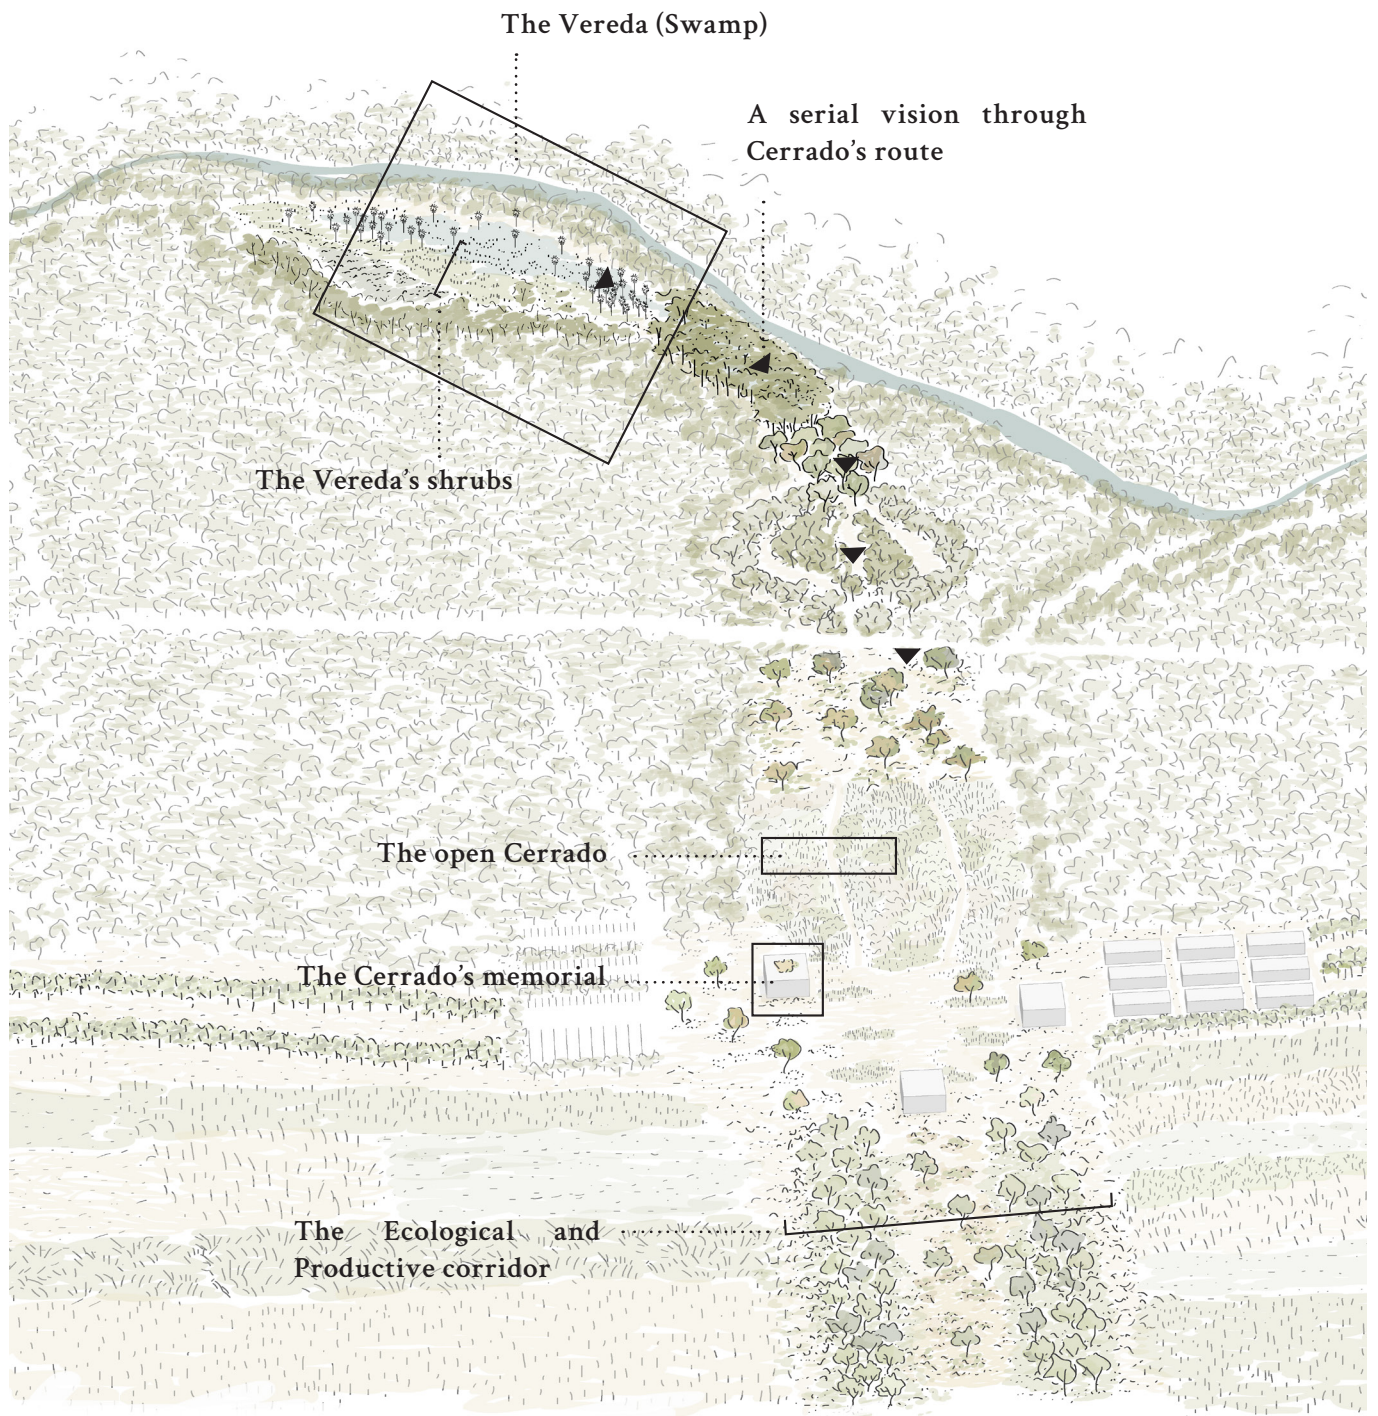 The Vereda (Swamp)
A serial vision through
Cerrado’s route
The Vereda’s shrubs
The open Cerrado
The Cerrado’s memorial
The Ecological and
Productive corridor